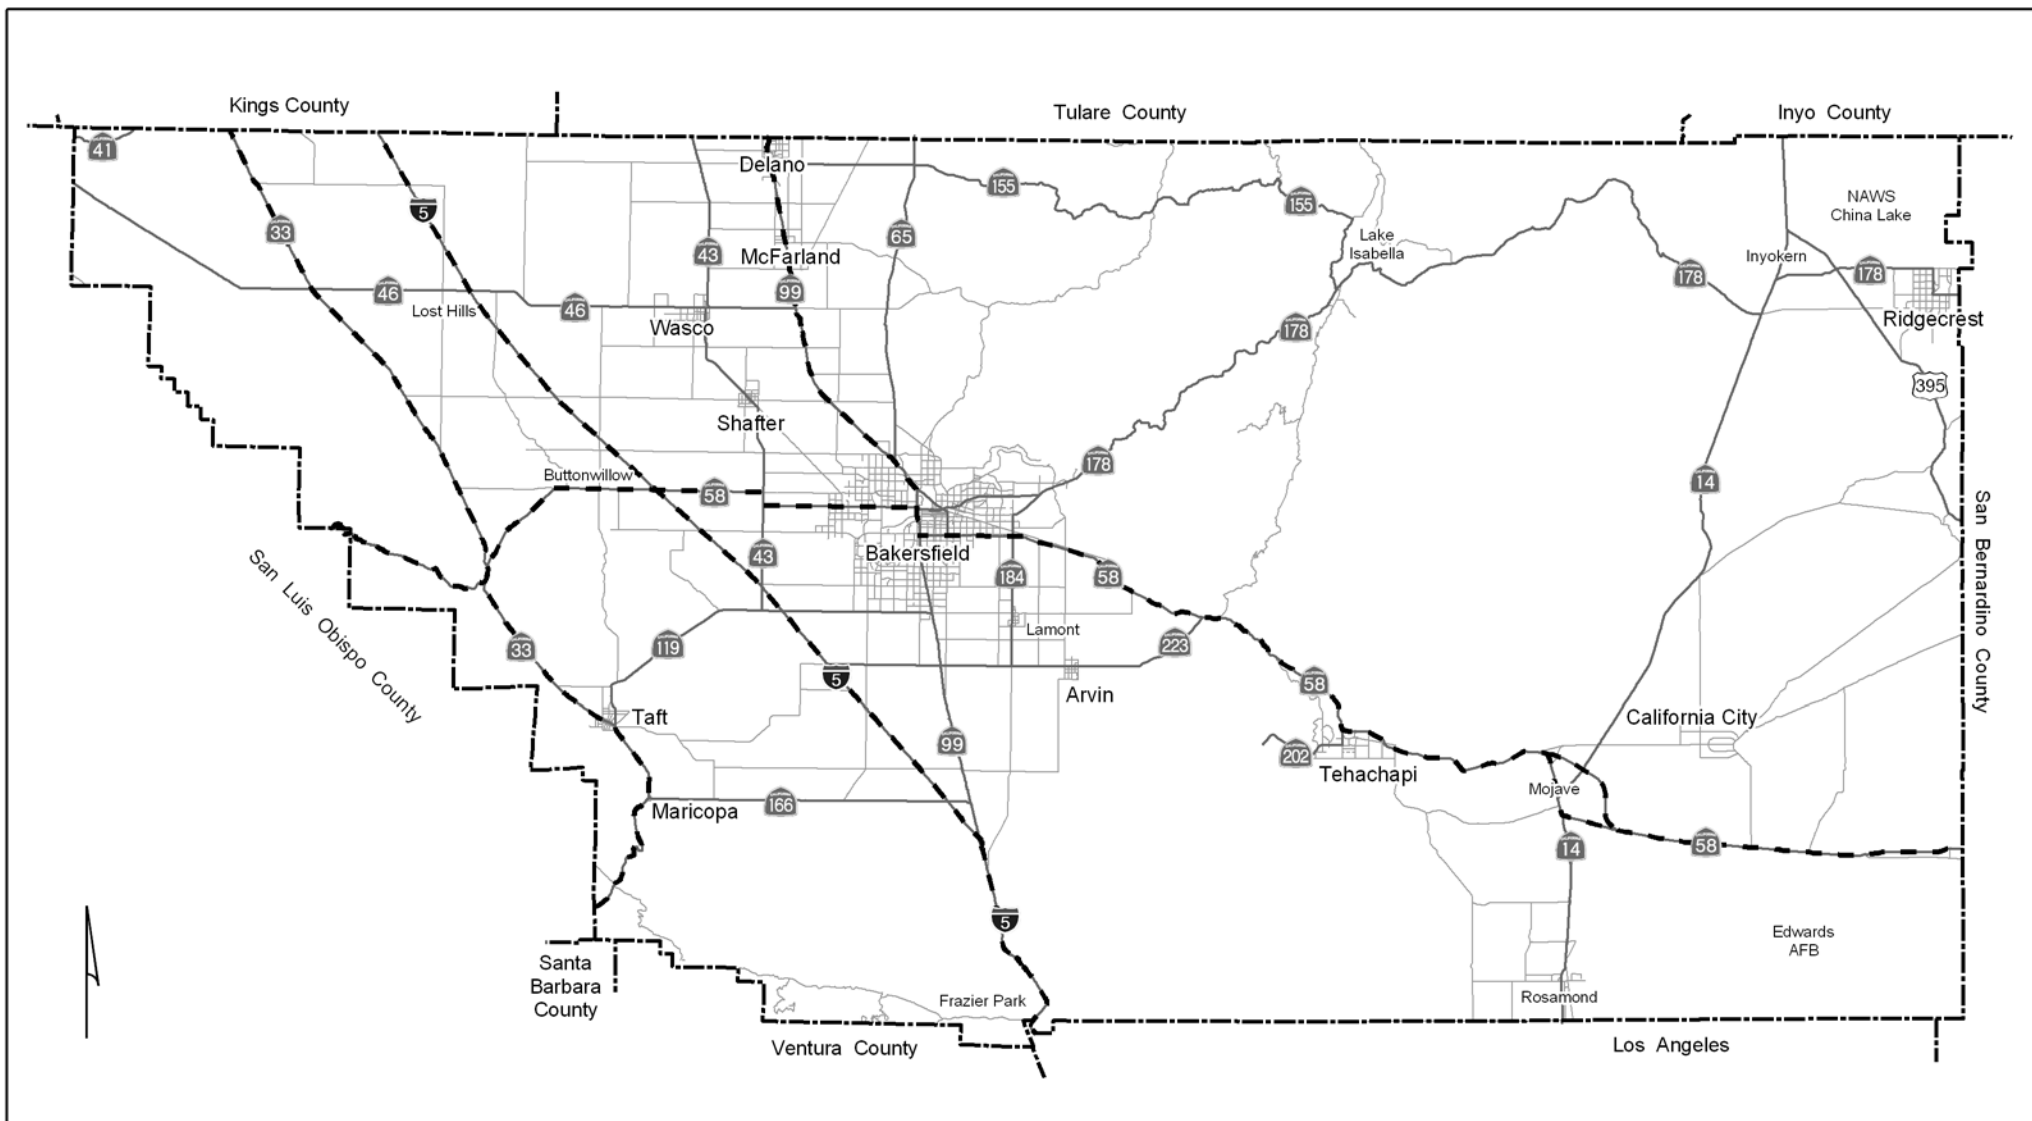 Kings County
Tulare County
Inyo County
41
Delano
155
155
NAWS
China Lake
5
33
43
65
McFarland
Lake
Isabella
Inyokern
178
178
46
Lost Hills
46
99
Wasco
178
Ridgecrest
395
Shafter
178
Buttonwillow
58
14
San Bernardino County
43
Bakersfield
184
58
San Luis Obispo County
33
119
Lamont
223
5
Arvin
58
Taft
California City
99
202
Tehachapi
Mojave
Maricopa
166
14
58
5
Edwards
AFB
Santa
Barbara
County
Frazier Park
Rosamond
Ventura County
Los Angeles